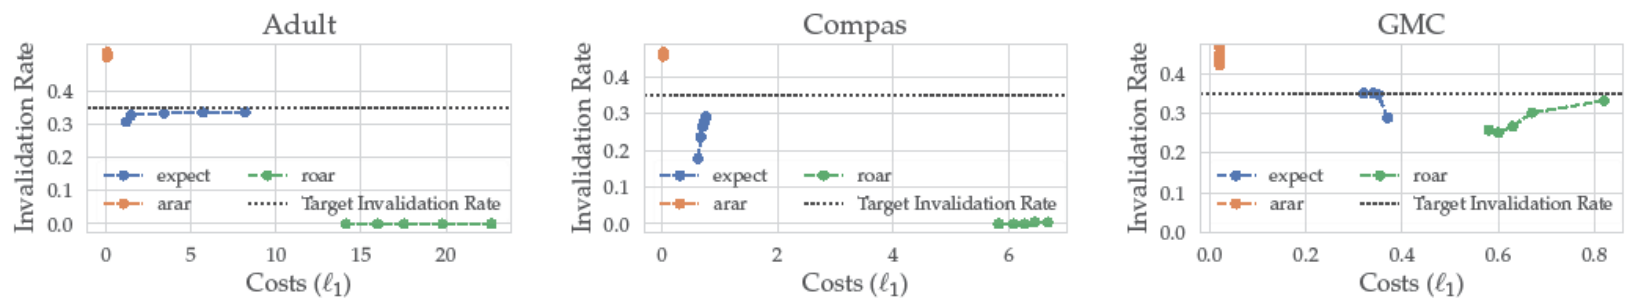 Adult
Invalidation Rate
0.4
0.3
0.2
0.1
0.0
expect
roar
arar
Target Invalidation Rate
0
5
10
15
20
Costs (ℓ₁)
Compas
Invalidation Rate
0.4
0.3
0.2
0.1
0.0
expect
roar
arar
Target Invalidation Rate
0
2
4
6
Costs (ℓ₁)
GMC
Invalidation Rate
0.4
0.3
0.2
0.1
0.0
expect
roar
arar
Target Invalidation Rate
0.0
0.2
0.4
0.6
0.8
Costs (ℓ₁)